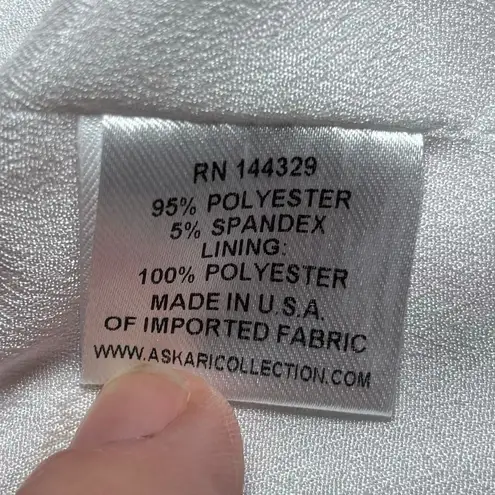 RN 144329
95% POLYESTER
5% SPANDEX
LINING:
100% POLYESTER
MADE IN U.S.A.
OF IMPORTED FABRIC
WWW.ASKARICOLLECTION.COM